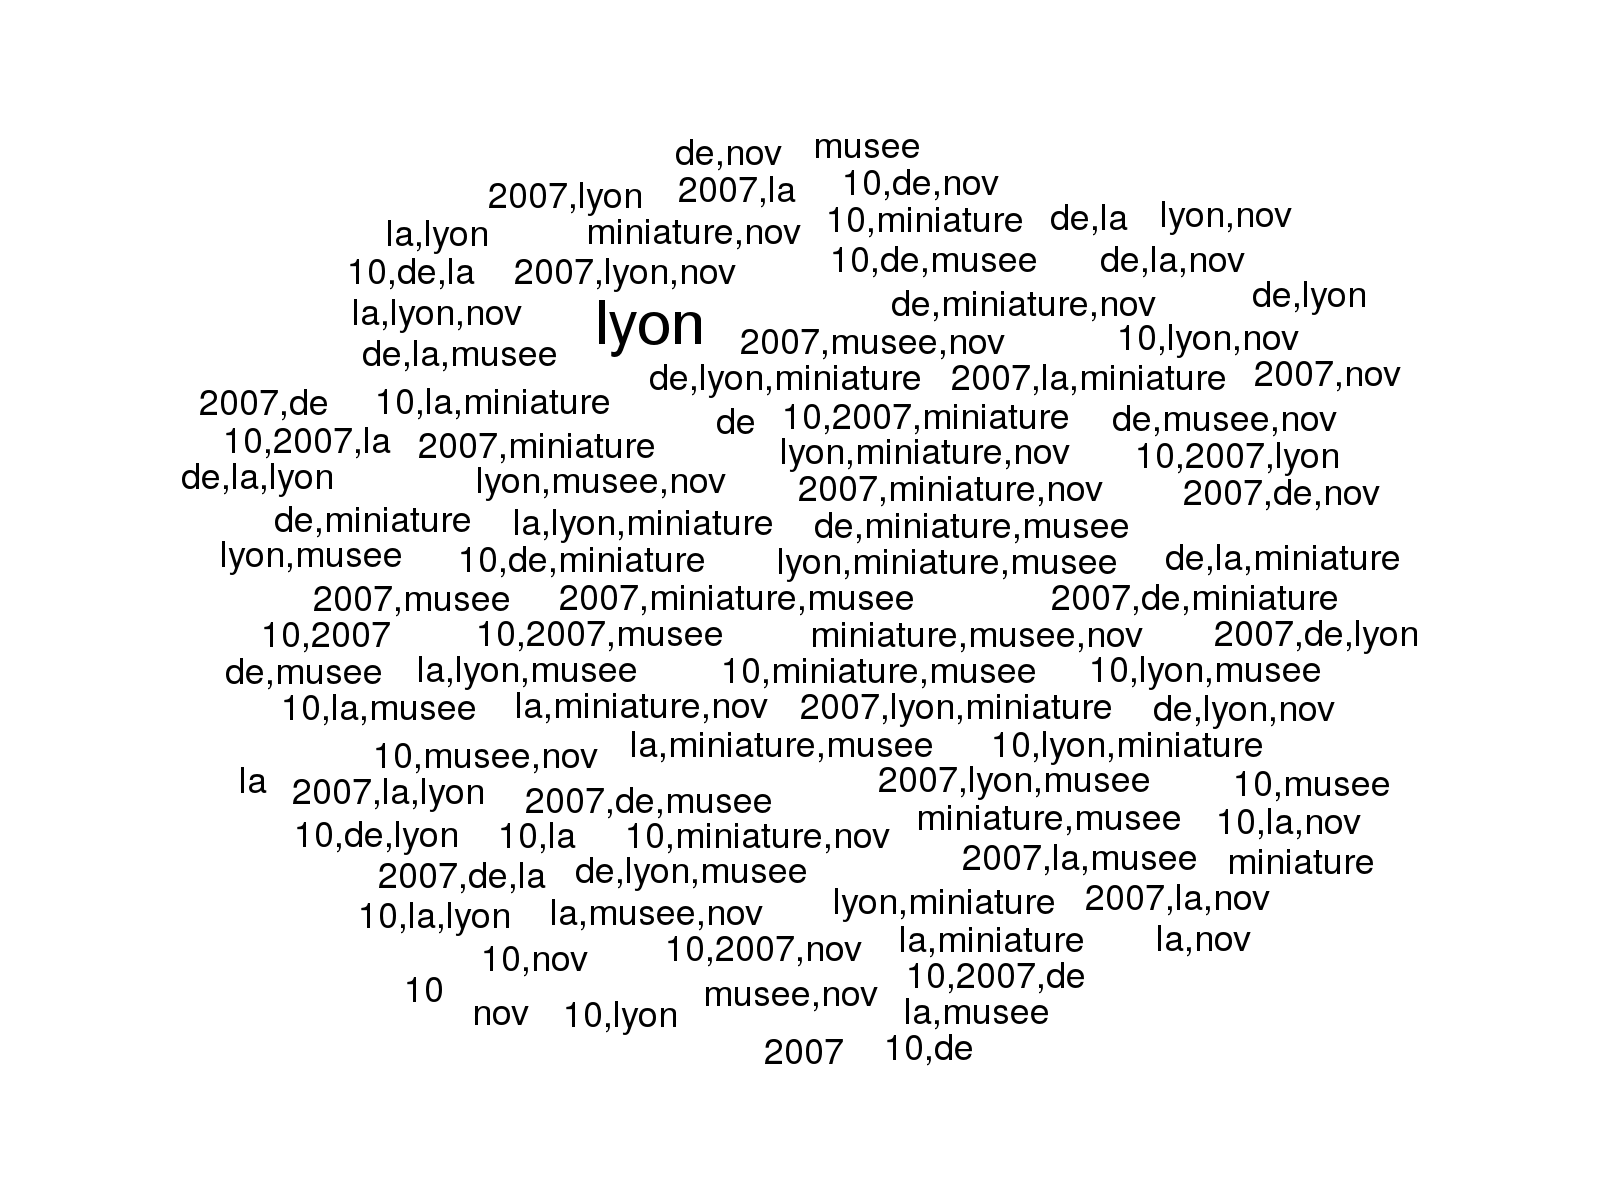 de,nov musee
2007,lyon 2007,la 10,de,nov
la,lyon miniature,nov 10,miniature de,la lyon,nov
10,de,la 2007,lyon,nov 10,de,musee de,la,nov
la,lyon,nov lyon de,miniature,nov de,lyon
de,la,musee 2007,musee,nov 10,lyon,nov
de,lyon,miniature 2007,la,miniature 2007,nov
2007,de 10,la,miniature de 10,2007,miniature de,musee,nov
10,2007,la 2007,miniature lyon,miniature,nov 10,2007,lyon
de,la,lyon lyon,musee,nov 2007,miniature,nov 2007,de,nov
de,miniature la,lyon,miniature de,miniature,musee
lyon,musee 10,de,miniature lyon,miniature,musee de,la,miniature
2007,musee 2007,miniature,musee 2007,de,miniature
10,2007 10,2007,musee miniature,musee,nov 2007,de,lyon
de,musee la,lyon,musee 10,miniature,musee 10,lyon,musee
10,la,musee la,miniature,nov 2007,lyon,miniature de,lyon,nov
10,musee,nov la,miniature,musee 10,lyon,miniature
la 2007,la,lyon 2007,de,musee 2007,lyon,musee 10,musee
10,de,lyon 10,la 10,miniature,nov miniature,musee 10,la,nov
2007,de,la de,lyon,musee 2007,la,musee miniature
10,la,lyon la,musee,nov lyon,miniature 2007,la,nov
10,nov 10,2007,nov la,miniature la,nov
10 musee,nov 10,2007,de
nov 10,lyon la,musee
2007 10,de